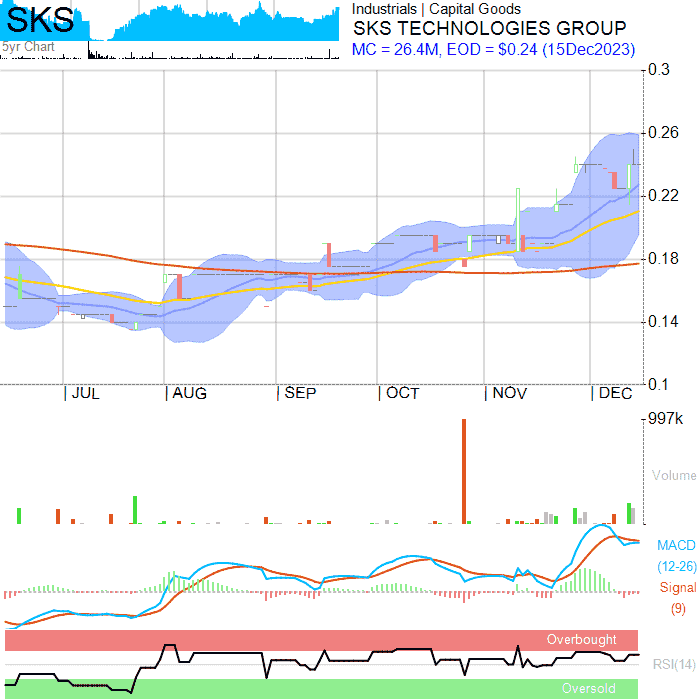 SKS
5yr Chart
Industrials | Capital Goods
SKS TECHNOLOGIES GROUP
MC = 26.4M, EOD = $0.24 (15Dec2023)
0.3
0.26
0.22
0.18
0.14
0.1
| JUL | AUG | SEP | OCT | NOV | DEC
997k
Volume
MACD
(12-26)
Signal
(9)
Overbought
RSI(14)
Oversold